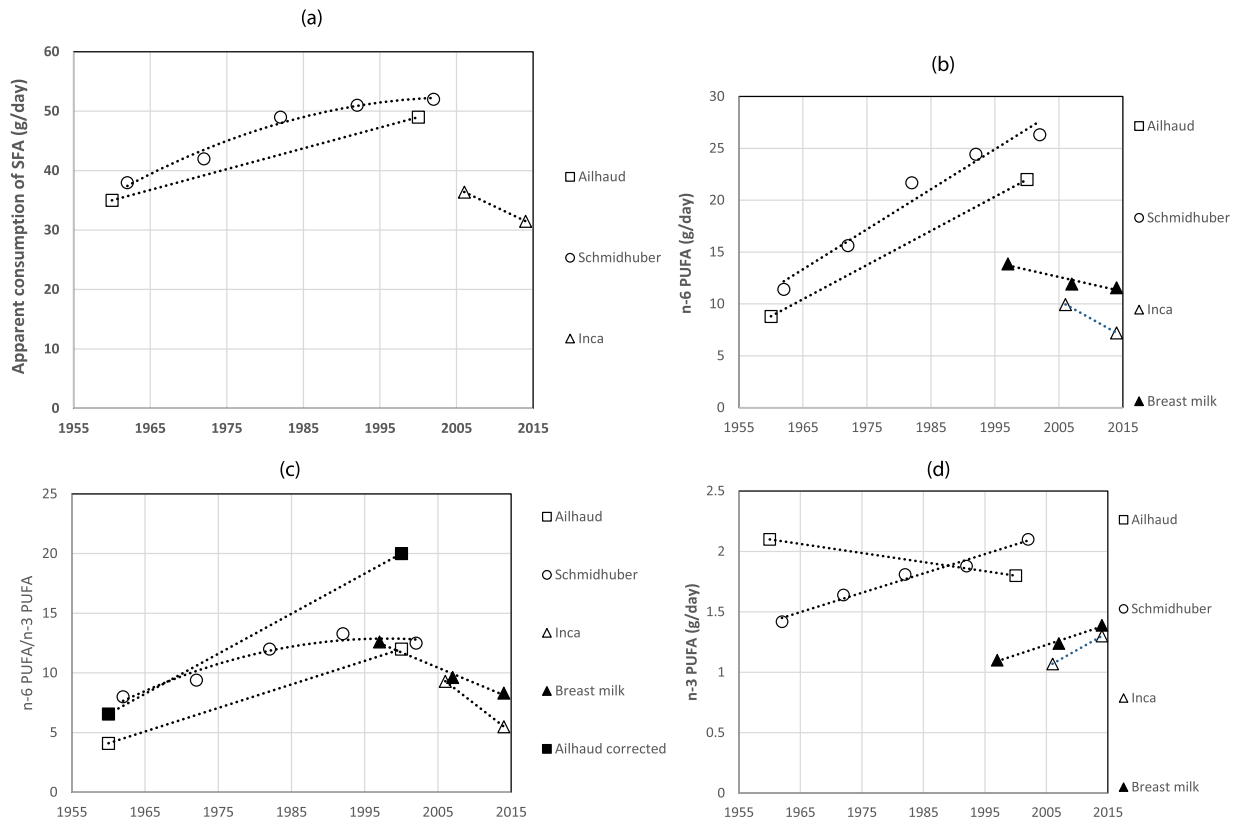 (a)
Apparent consumption of SFA (g/day)
60
50
40
30
20
10
0
1955 1965 1975 1985 1995 2005 2015
Ailhaud
Schmidhuber
Inca
(b)
n-6 PUFA (g/day)
30
25
20
15
10
5
0
1955 1965 1975 1985 1995 2005 2015
Ailhaud
Schmidhuber
Inca
Breast milk
(c)
n-6 PUFA/n-3 PUFA
25
20
15
10
5
0
1955 1965 1975 1985 1995 2005 2015
Ailhaud
Schmidhuber
Inca
Breast milk
Ailhaud corrected
(d)
n-3 PUFA (g/day)
2.5
2
1.5
1
0.5
0
1955 1965 1975 1985 1995 2005 2015
Ailhaud
Schmidhuber
Inca
Breast milk